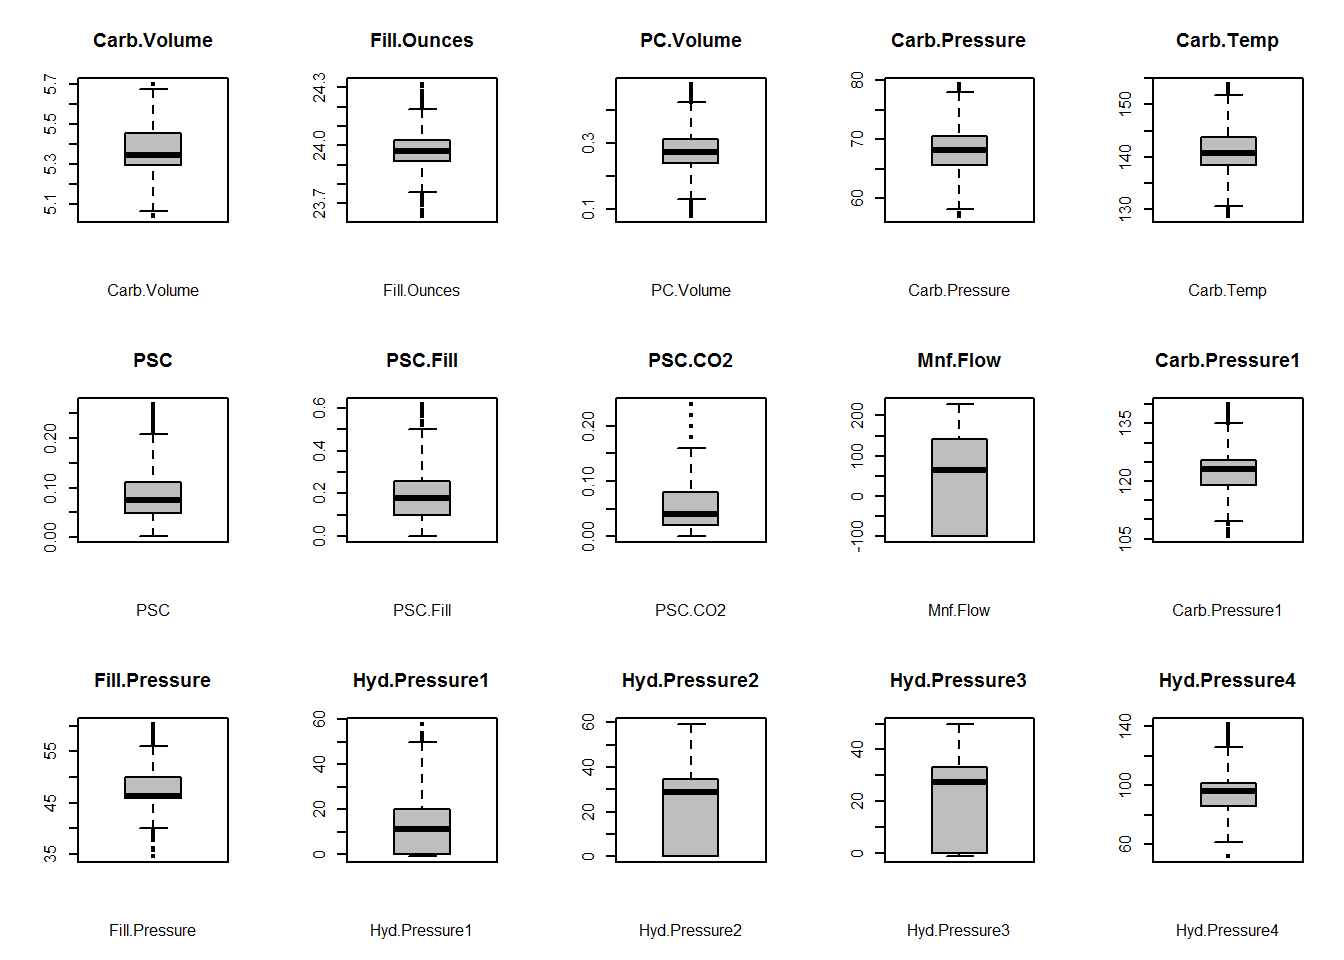 Carb.Volume
5.1 5.3 5.5 5.7
Carb.Volume
Fill.Ounces
23.7 24.0 24.3
Fill.Ounces
PC.Volume
0.1 0.3
PC.Volume
Carb.Pressure
60 70 80
Carb.Pressure
Carb.Temp
130 140 150
Carb.Temp
PSC
0.00 0.10 0.20
PSC
PSC.Fill
0.0 0.2 0.4 0.6
PSC.Fill
PSC.CO2
0.00 0.10 0.20
PSC.CO2
Mnf.Flow
-100 0 100 200
Mnf.Flow
Carb.Pressure1
105 120 135
Carb.Pressure1
Fill.Pressure
35 45 55
Fill.Pressure
Hyd.Pressure1
0 20 40 60
Hyd.Pressure1
Hyd.Pressure2
0 20 40 60
Hyd.Pressure2
Hyd.Pressure3
0 20 40
Hyd.Pressure3
Hyd.Pressure4
60 100 140
Hyd.Pressure4